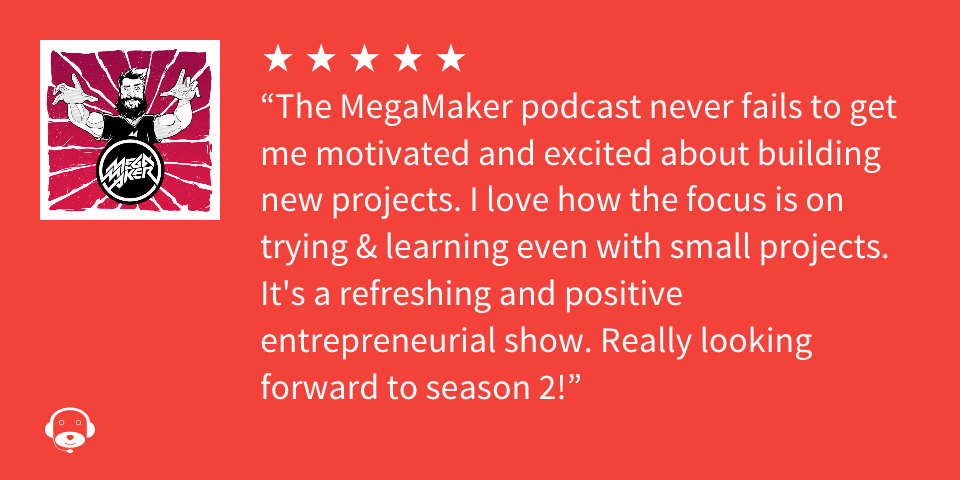 ★★★★★
“The MegaMaker podcast never fails to get
me motivated and excited about building
new projects. I love how the focus is on
trying & learning even with small projects.
It's a refreshing and positive
entrepreneurial show. Really looking
forward to season 2!”
MEGA
MAKER